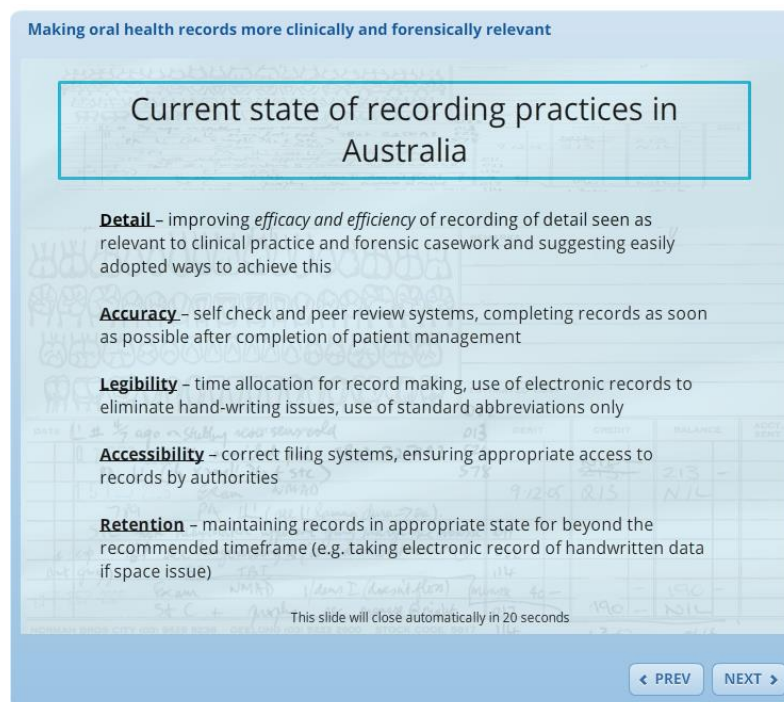 Making oral health records more clinically and forensically relevant
Current state of recording practices in
Australia
Detail – improving efficacy and efficiency of recording of detail seen as
relevant to clinical practice and forensic casework and suggesting easily
adopted ways to achieve this
Accuracy – self check and peer review systems, completing records as soon
as possible after completion of patient management
Legibility – time allocation for record making, use of electronic records to
eliminate hand-writing issues, use of standard abbreviations only
Accessibility – correct filing systems, ensuring appropriate access to
records by authorities
Retention – maintaining records in appropriate state for beyond the
recommended timeframe (e.g. taking electronic record of handwritten data
if space issue)
This slide will close automatically in 20 seconds
PREV NEXT